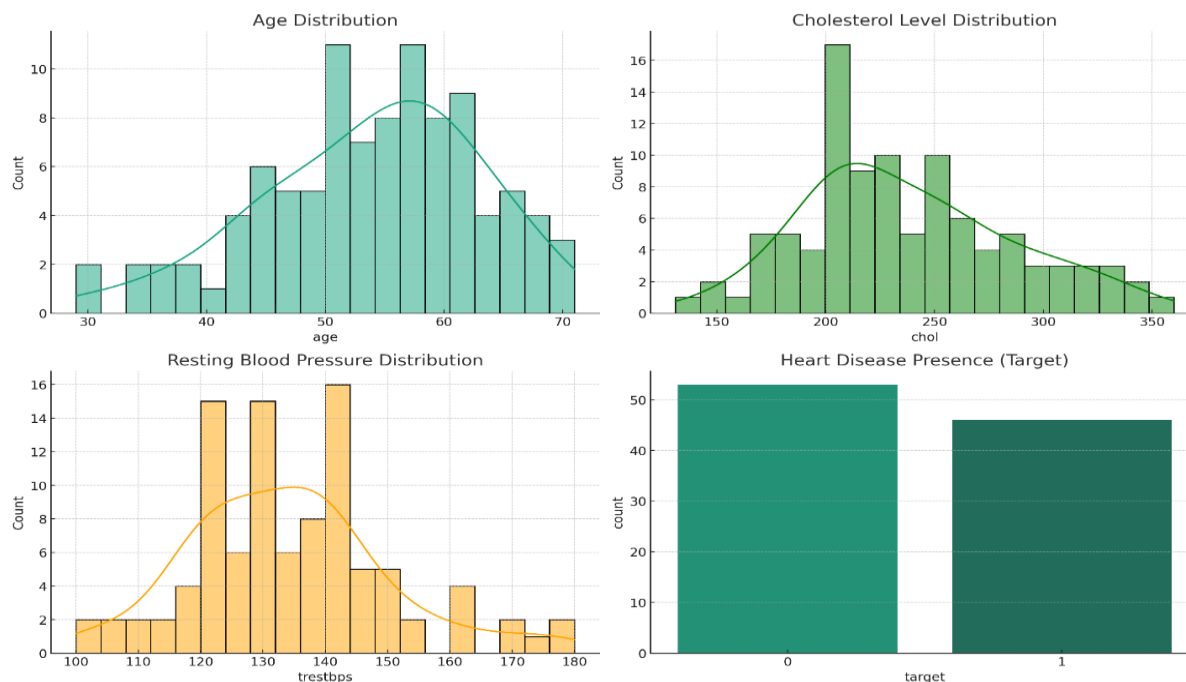 Age Distribution
10
8
6
4
2
0
Count
30 40 50 60 70
age
Cholesterol Level Distribution
16
14
12
10
8
6
4
2
0
Count
150 200 250 300 350
chol
Resting Blood Pressure Distribution
16
14
12
10
8
6
4
2
0
Count
100 110 120 130 140 150 160 170 180
trestbps
Heart Disease Presence (Target)
50
40
30
20
10
0
count
0 1
target